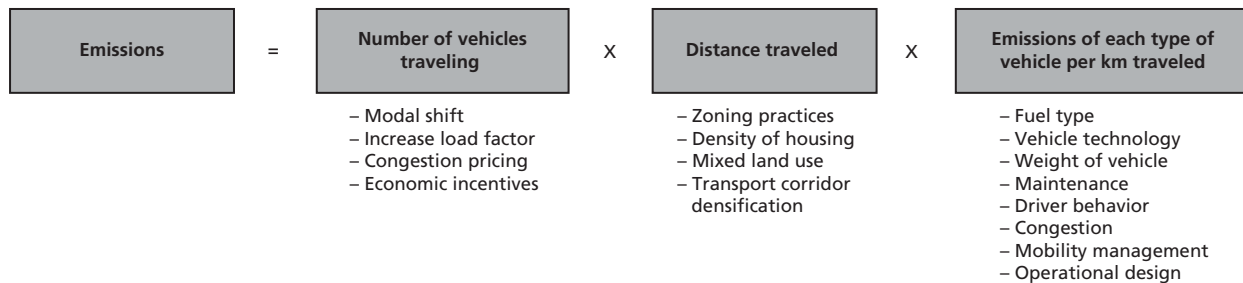 Emissions
=
Number of vehicles
traveling
X
Distance traveled
X
Emissions of each type of
vehicle per km traveled
– Modal shift
– Increase load factor
– Congestion pricing
– Economic incentives
– Zoning practices
– Density of housing
– Mixed land use
– Transport corridor
densification
– Fuel type
– Vehicle technology
– Weight of vehicle
– Maintenance
– Driver behavior
– Congestion
– Mobility management
– Operational design